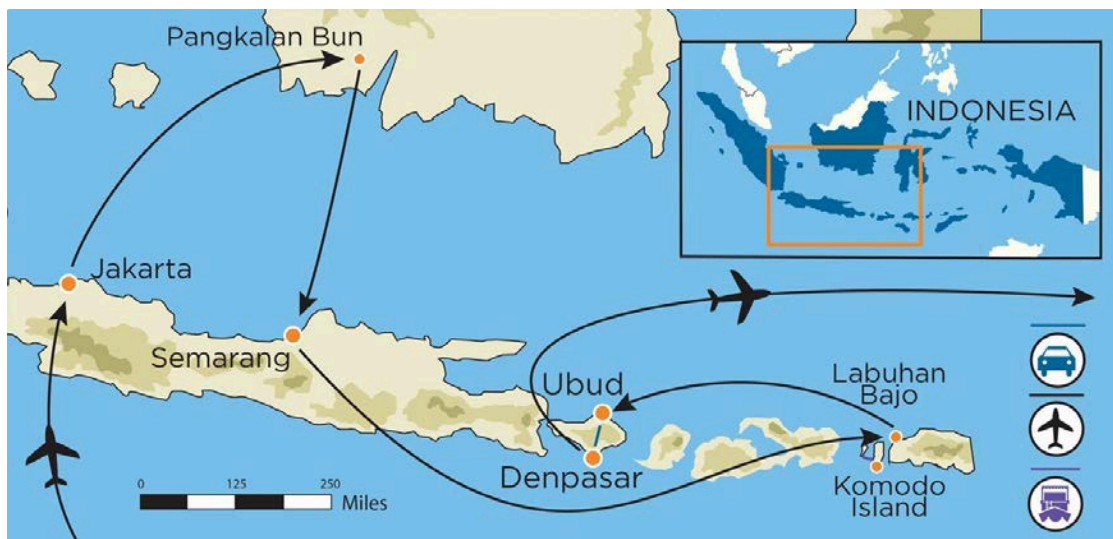 Pangkalan Bun
INDONESIA
Jakarta
Semarang
Ubud
Labuhan
Bajo
Denpasar
Komodo
Island
0 125 250
Miles